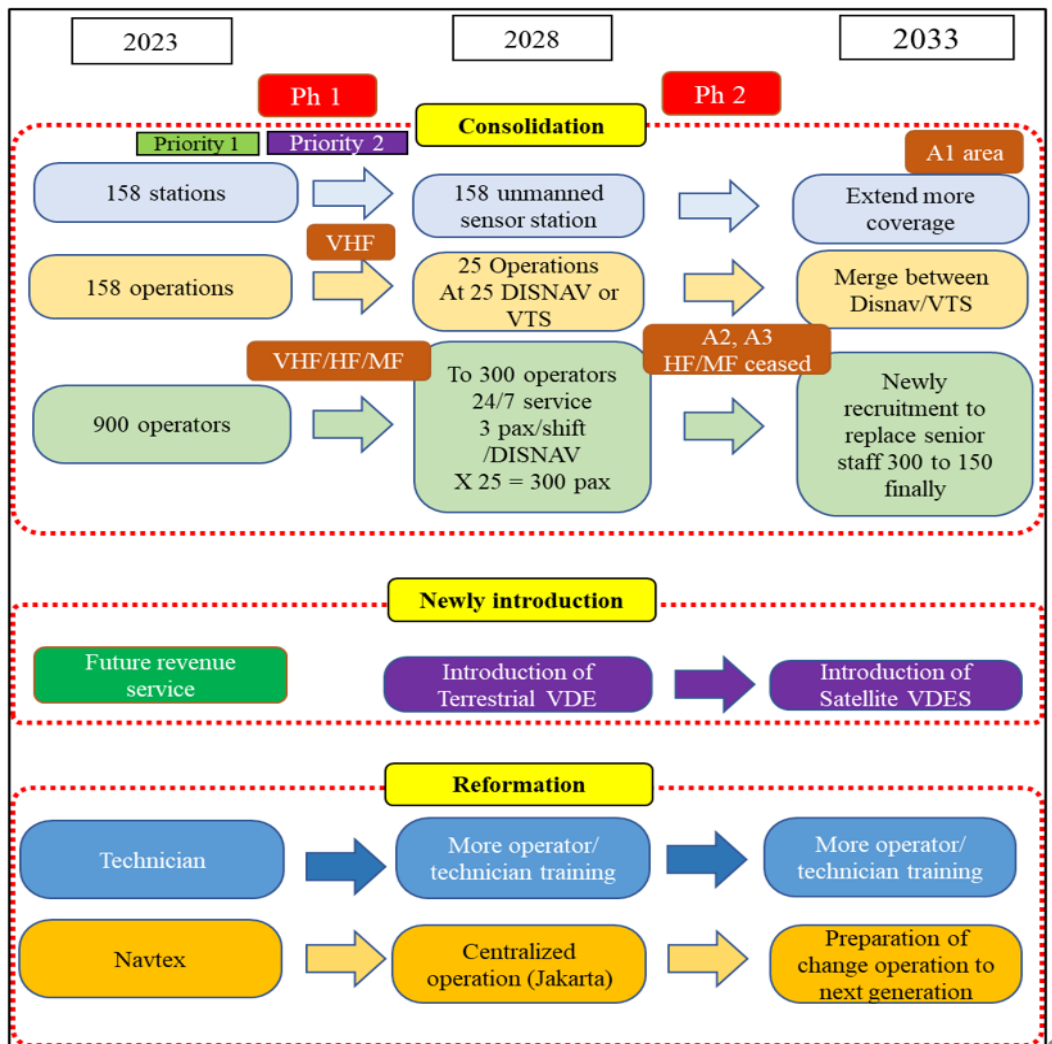 2023
2028
2033
Ph 1
Ph 2
Consolidation
Priority 1
Priority 2
A1 area
158 stations
158 unmanned
sensor station
Extend more
coverage
VHF
158 operations
25 Operations
At 25 DISNAV or
VTS
Merge between
Disnav/VTS
VHF/HF/MF
A2, A3
HF/MF ceased
900 operators
To 300 operators
24/7 service
3 pax/shift
/DISNAV
X 25 = 300 pax
Newly
recruitment to
replace senior
staff 300 to 150
finally
Newly introduction
Future revenue
service
Introduction of
Terrestrial VDE
Introduction of
Satellite VDES
Reformation
Technician
More operator/
technician training
More operator/
technician training
Navtex
Centralized
operation (Jakarta)
Preparation of
change operation to
next generation